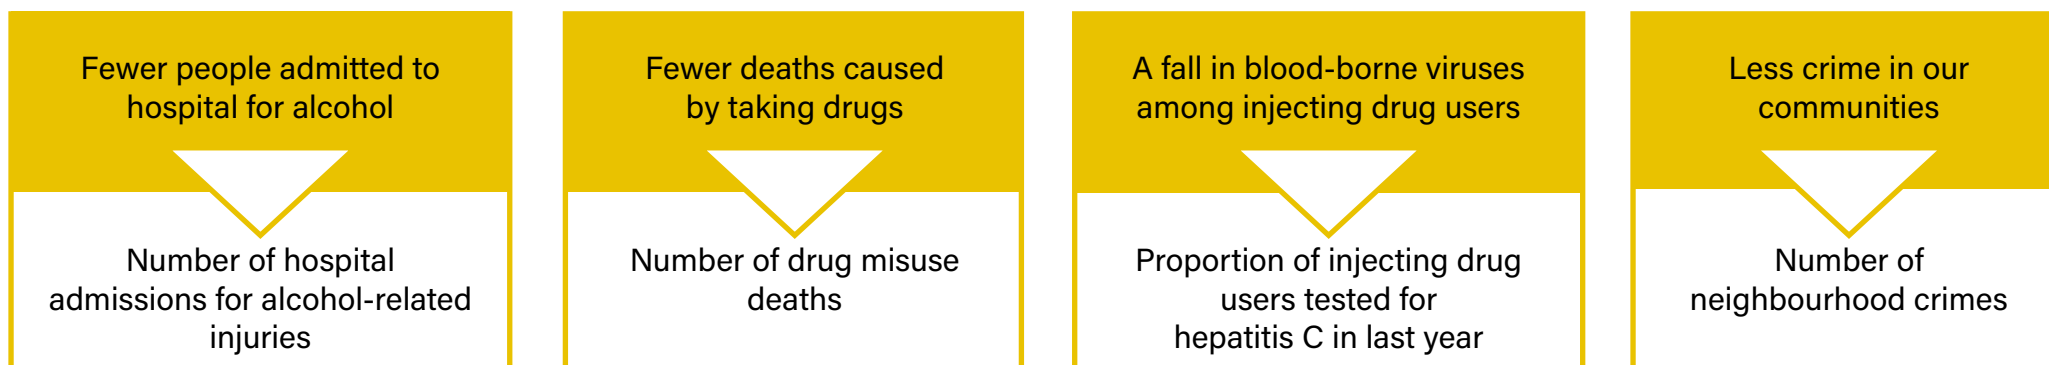 Fewer people admitted to
hospital for alcohol
Number of hospital
admissions for alcohol-related
injuries
Fewer deaths caused
by taking drugs
Number of drug misuse
deaths
A fall in blood-borne viruses
among injecting drug users
Proportion of injecting drug
users tested for
hepatitis C in last year
Less crime in our
communities
Number of
neighbourhood crimes